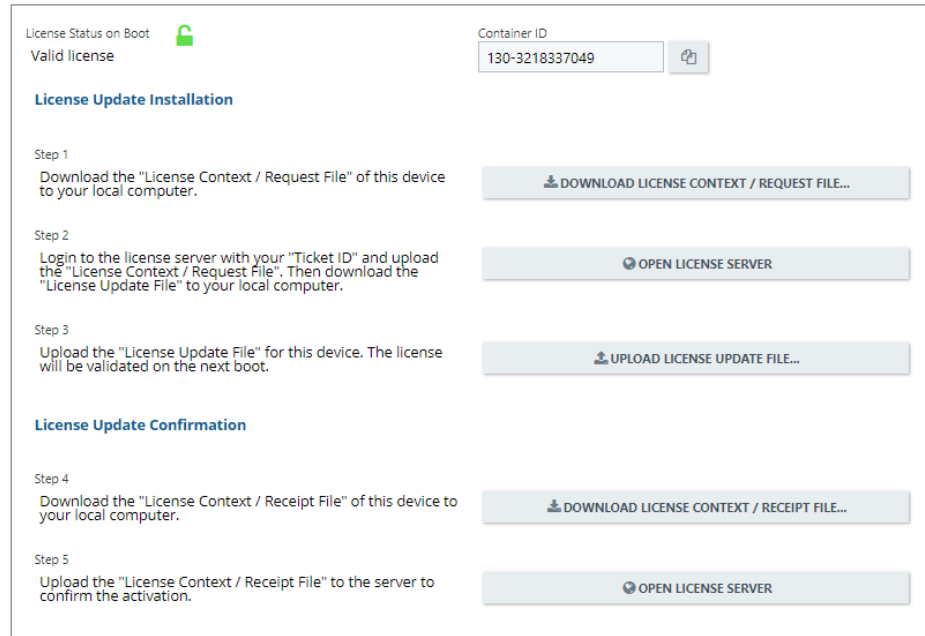 License Status on Boot
Valid license
Container ID
130-3218337049
License Update Installation
Step 1
Download the "License Context / Request File" of this device
to your local computer.
DOWNLOAD LICENSE CONTEXT / REQUEST FILE...
Step 2
Login to the license server with your "Ticket ID" and upload
the "License Context / Request File". Then download the
"License Update File" to your local computer.
OPEN LICENSE SERVER
Step 3
Upload the "License Update File" for this device. The license
will be validated on the next boot.
UPLOAD LICENSE UPDATE FILE...
License Update Confirmation
Step 4
Download the "License Context / Receipt File" of this device to
your local computer.
DOWNLOAD LICENSE CONTEXT / RECEIPT FILE...
Step 5
Upload the "License Context / Receipt File" to the server to
confirm the activation.
OPEN LICENSE SERVER